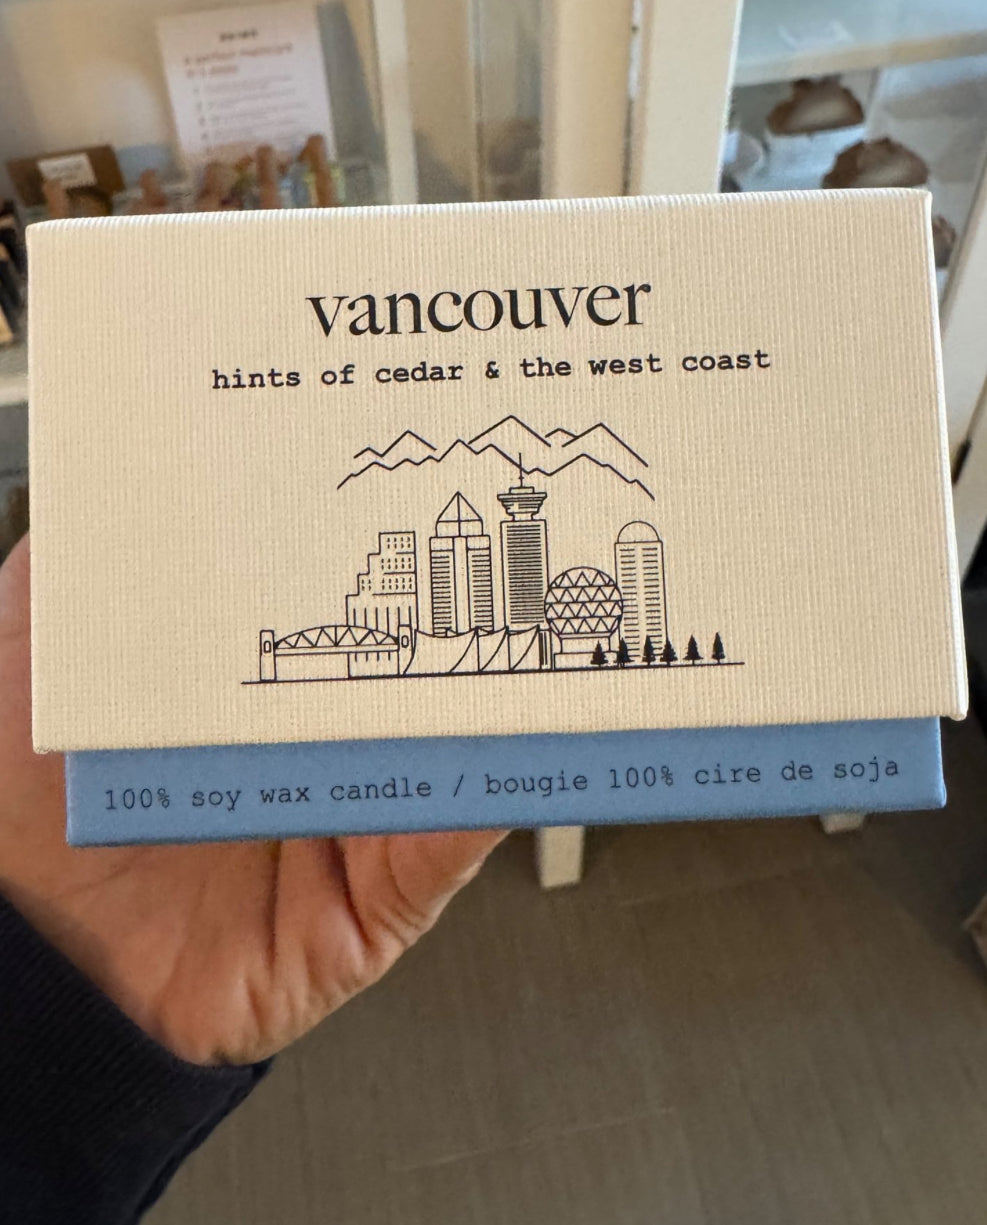 vancouver
hints of cedar & the west coast
100% soy wax candle / bougie 100% cire de soja